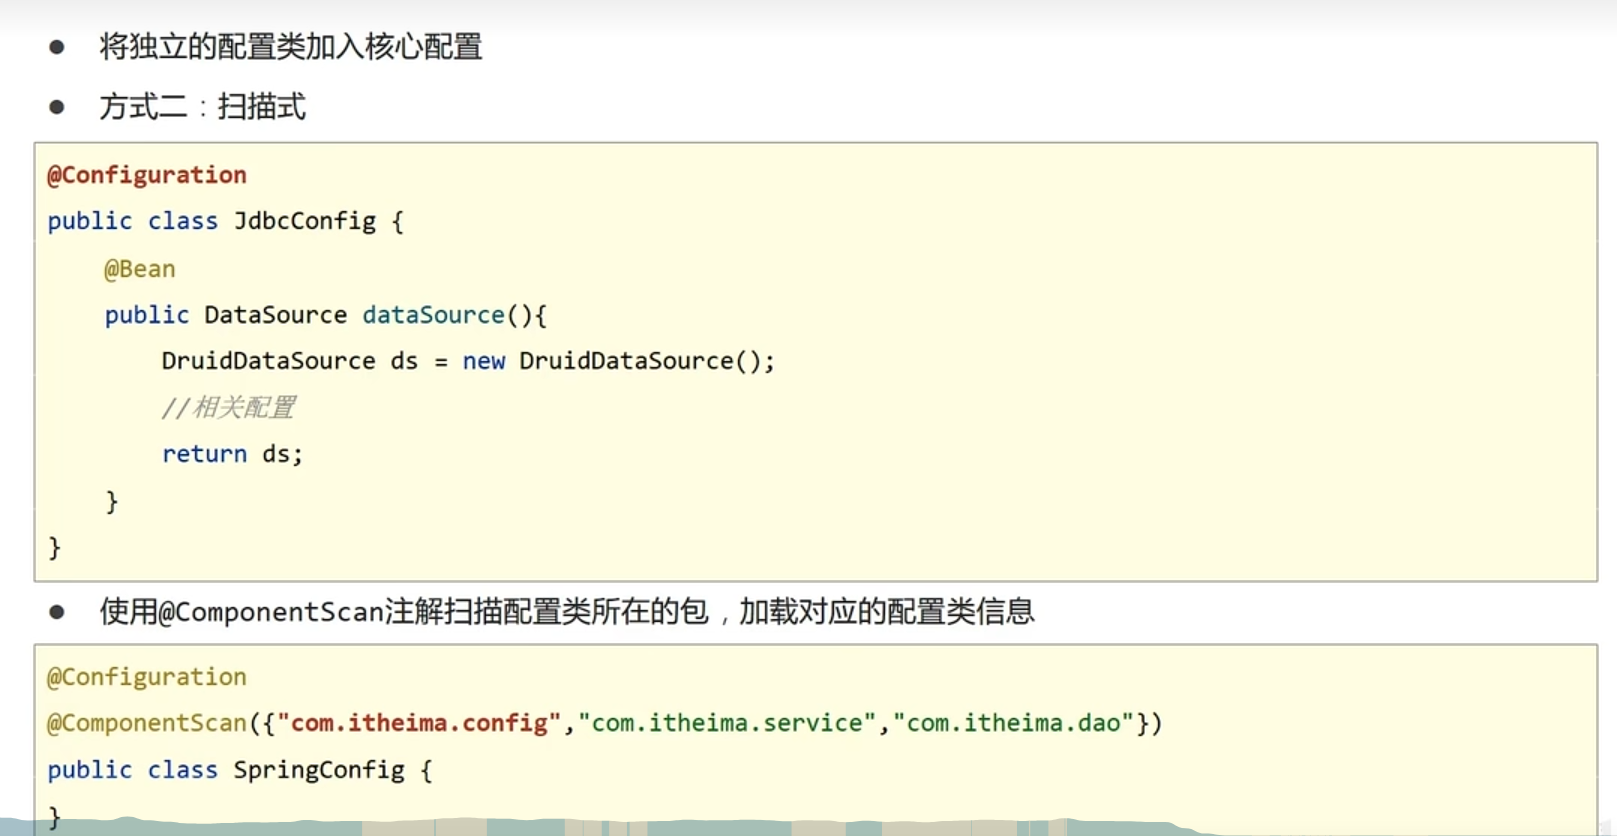 ● 将独立的配置类加入核心配置
● 方式二：扫描式
@Configuration
public class JdbcConfig {
    @Bean
    public DataSource dataSource(){
        DruidDataSource ds = new DruidDataSource();
        //相关配置
        return ds;
    }
}
● 使用@ComponentScan注解扫描配置类所在的包，加载对应的配置类信息
@Configuration
@ComponentScan({"com.itheima.config","com.itheima.service","com.itheima.dao"})
public class SpringConfig {
}